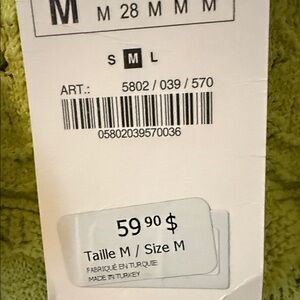 M M 28 M M M
S M L
ART.: 5802 / 039 / 570
05802039570036
59 90 $
Taille M / Size M
FABRIQUÉ EN TURQUIE
MADE IN TURKEY